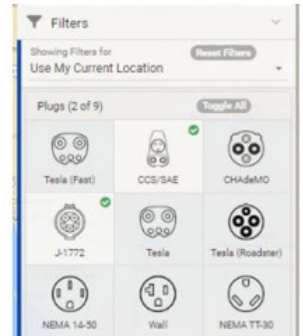 Filters
Showing Filters for Reset Filters
Use My Current Location
Plugs (2 of 9) Toggle All
Tesla (Fast) CCS/SAE CHAdeMO
J-1772 Tesla Tesla (Roadster)
NEMA 14-50 Wall NEMA TT-30